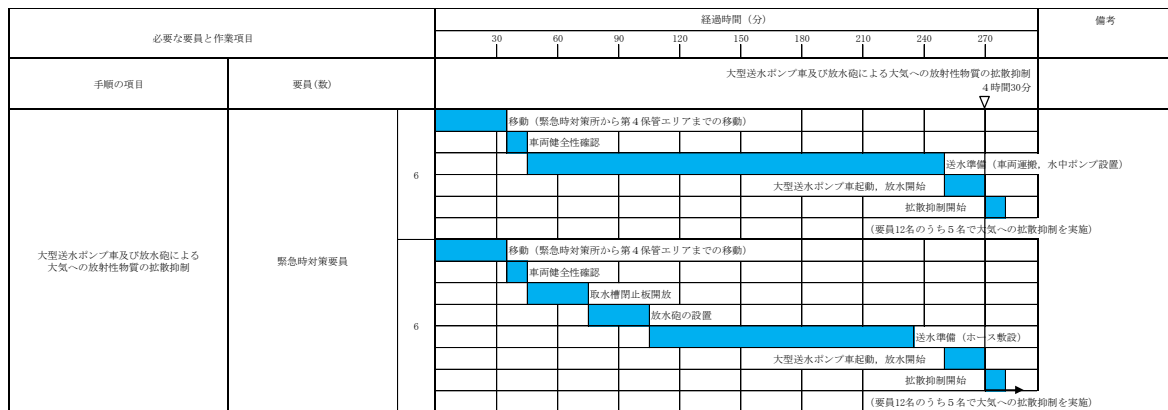 必要な要員と作業項目
経過時間（分）
備考
30 60 90 120 150 180 210 240 270
手順の項目
要員(数)
大型送水ポンプ車及び放水砲による大気への放射性物質の拡散抑制
４時間30分
大型送水ポンプ車及び放水砲による
大気への放射性物質の拡散抑制
緊急時対策要員
6
移動（緊急時対策所から第４保管エリアまでの移動）
車両健全性確認
送水準備（車両運搬，水中ポンプ設置）
大型送水ポンプ車起動，放水開始
拡散抑制開始
(要員12名のうち５名で大気への拡散抑制を実施)
6
移動（緊急時対策所から第４保管エリアまでの移動）
車両健全性確認
取水槽閉止板開放
放水砲の設置
送水準備（ホース敷設）
大型送水ポンプ車起動，放水開始
拡散抑制開始
(要員12名のうち５名で大気への拡散抑制を実施)